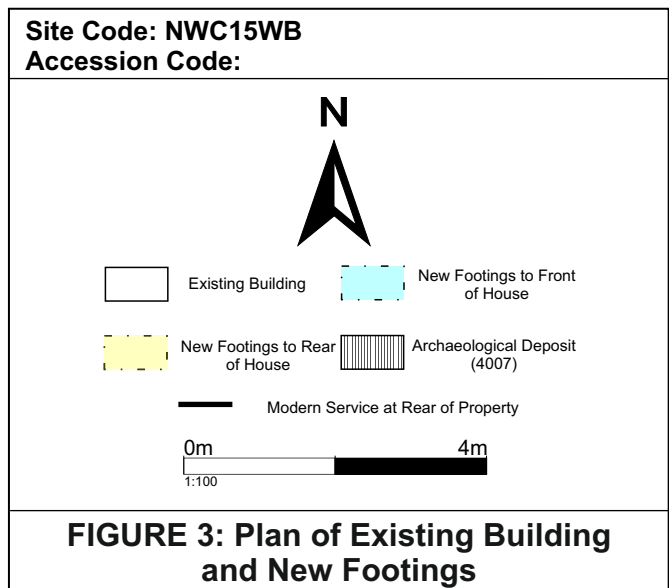 Site Code: NWC15WB
Accession Code:
N
Existing Building
New Footings to Front
of House
New Footings to Rear
of House
Archaeological Deposit
(4007)
Modern Service at Rear of Property
0m 4m
1:100
FIGURE 3: Plan of Existing Building
and New Footings